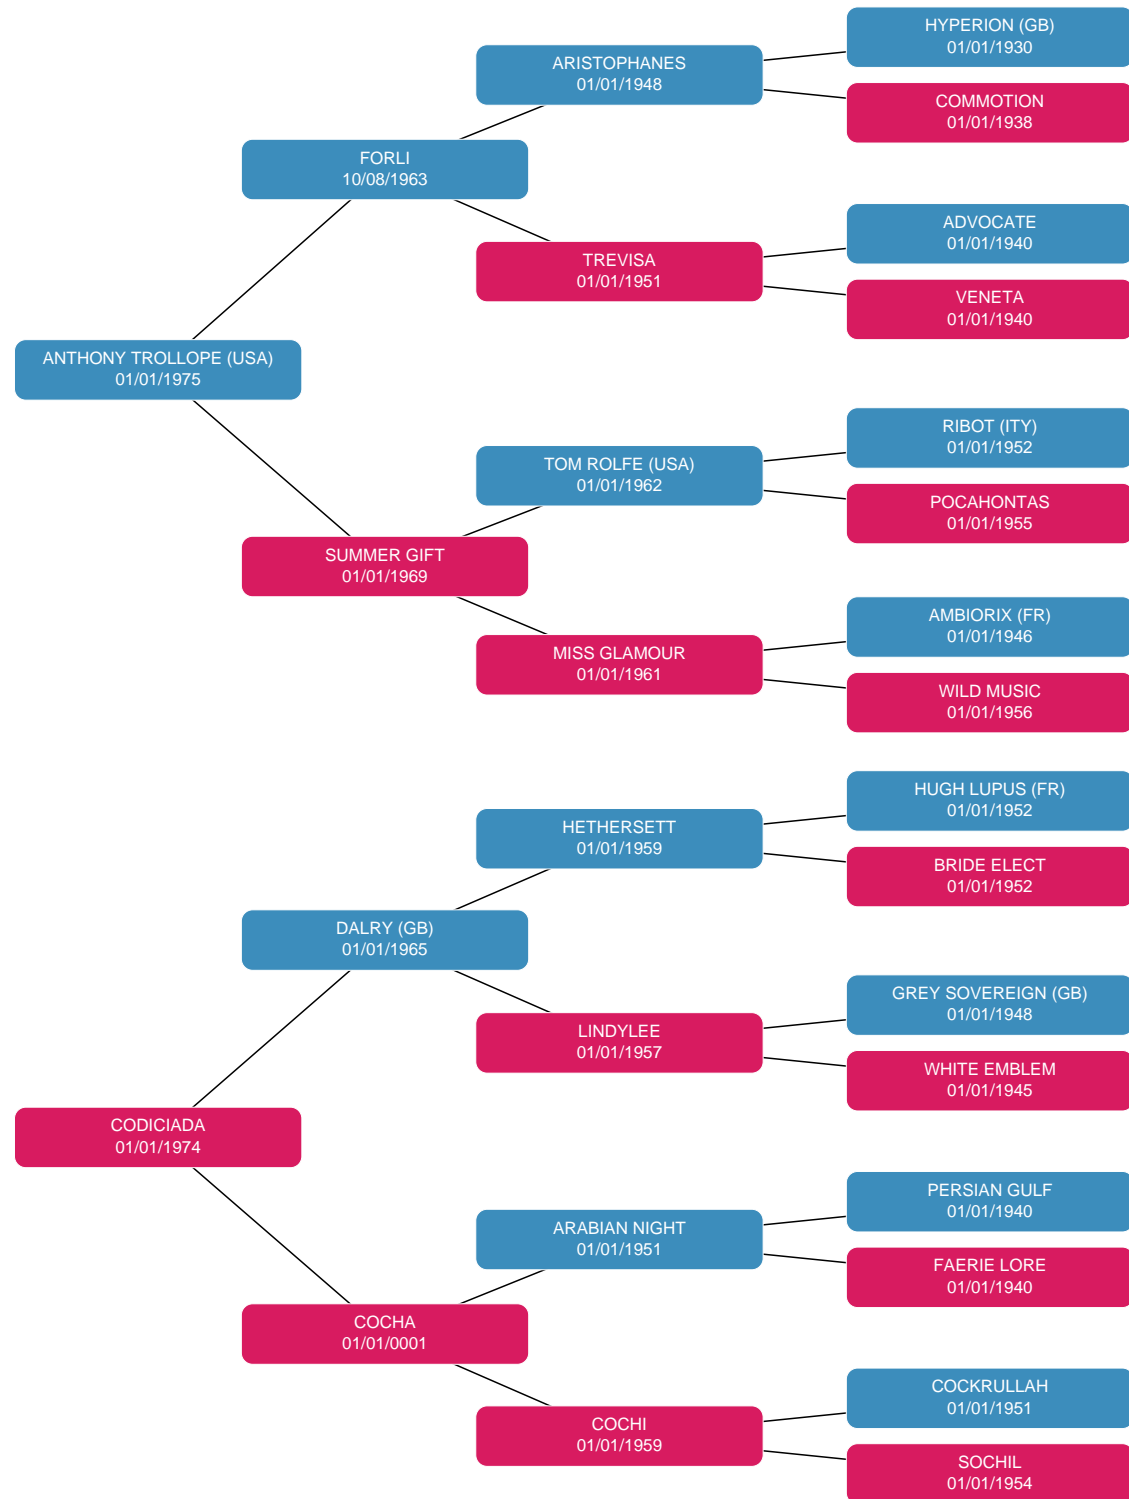 HYPERION (GB)
01/01/1930
ARISTOPHANES
01/01/1948
COMMOTION
01/01/1938
FORLI
10/08/1963
ADVOCATE
01/01/1940
TREVISA
01/01/1951
VENETA
01/01/1940
ANTHONY TROLLOPE (USA)
01/01/1975
RIBOT (ITY)
01/01/1952
TOM ROLFE (USA)
01/01/1962
POCAHONTAS
01/01/1955
SUMMER GIFT
01/01/1969
AMBIORIX (FR)
01/01/1946
MISS GLAMOUR
01/01/1961
WILD MUSIC
01/01/1956
HUGH LUPUS (FR)
01/01/1952
HETHERSETT
01/01/1959
BRIDE ELECT
01/01/1952
DALRY (GB)
01/01/1965
GREY SOVEREIGN (GB)
01/01/1948
LINDYLEE
01/01/1957
WHITE EMBLEM
01/01/1945
CODICIADA
01/01/1974
PERSIAN GULF
01/01/1940
ARABIAN NIGHT
01/01/1951
FAERIE LORE
01/01/1940
COCHA
01/01/0001
COCKRULLAH
01/01/1951
COCHI
01/01/1959
SOCHIL
01/01/1954